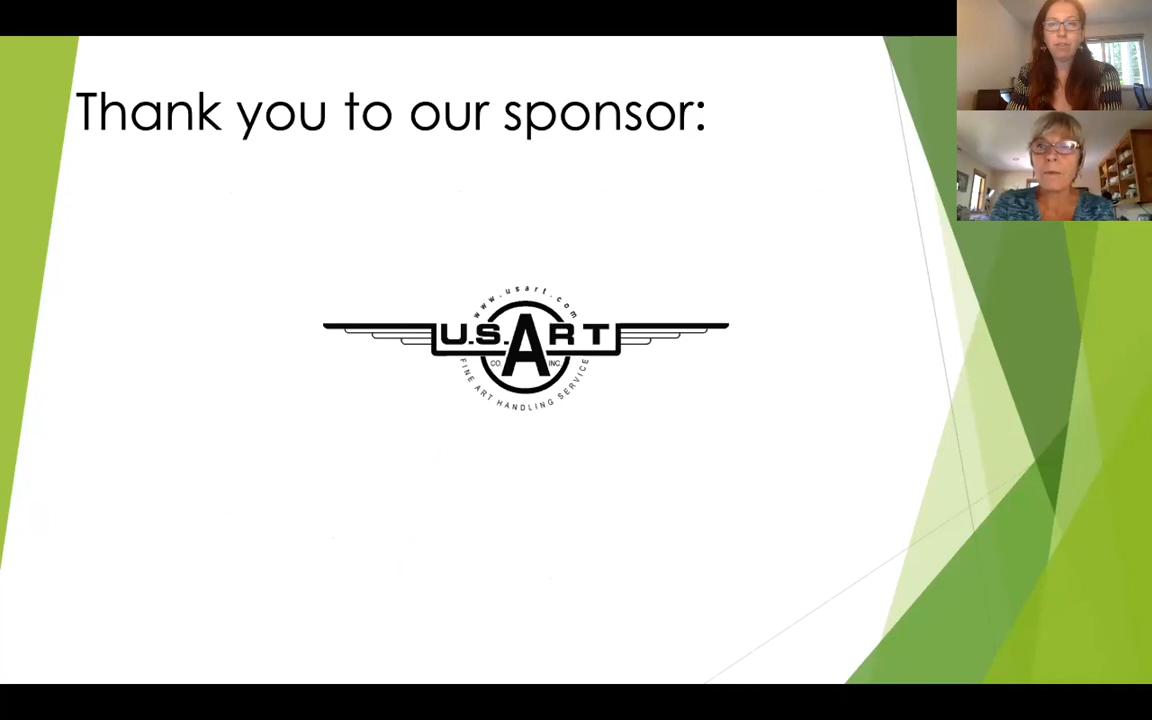 Thank you to our sponsor:
www.usart.com
U.S.ART
CO. INC.
FINE ART HANDLING SERVICE